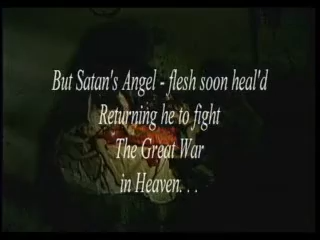 But Satan's Angel - flesh soon heal'd
Returning he to fight
The Great War
in Heaven. . .